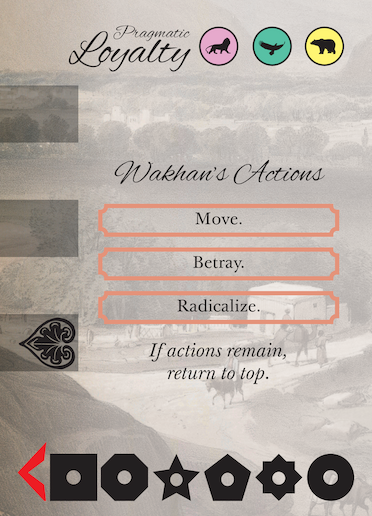 Pragmatic
Loyalty
Wakhan's Actions
Move.
Betray.
Radicalize.
If actions remain,
return to top.